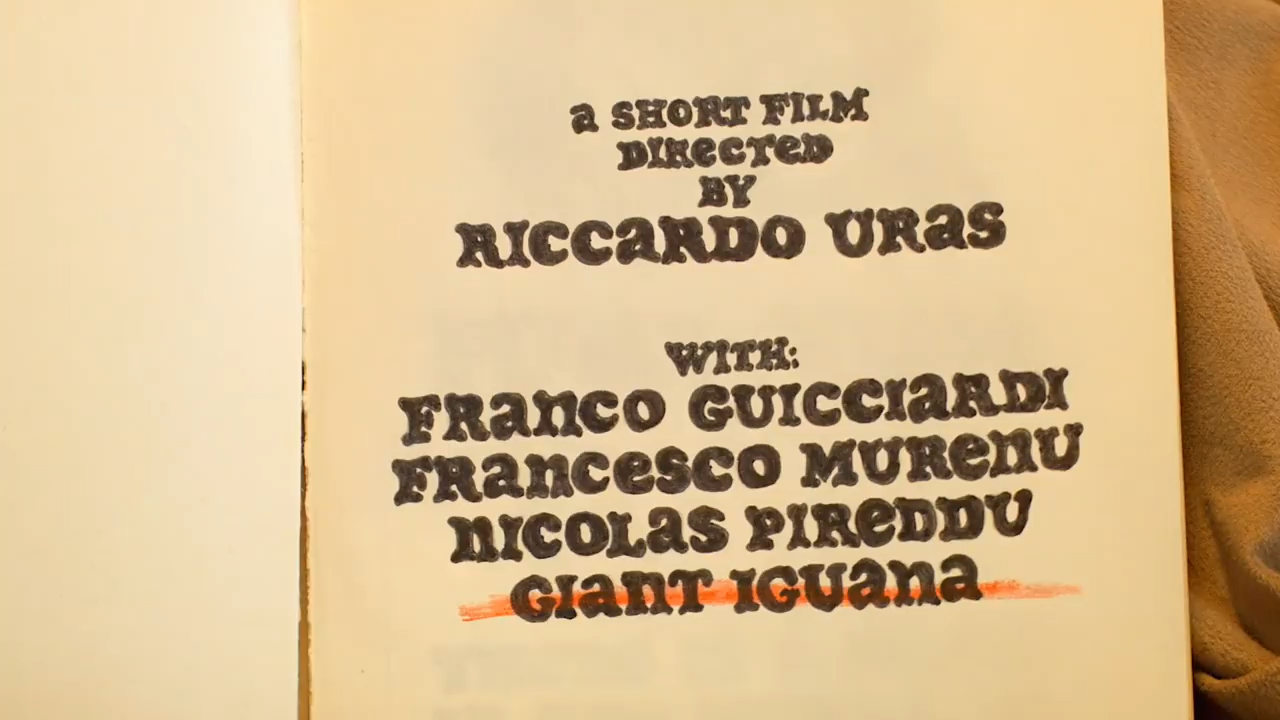 a SHORT FILM
DIRecTeD
BY
RICCaRDO URas
WITH:
FRanco GUICCIaRDI
FRancesco MUReNU
NICOLas PIReDDU
GIanT IGUana